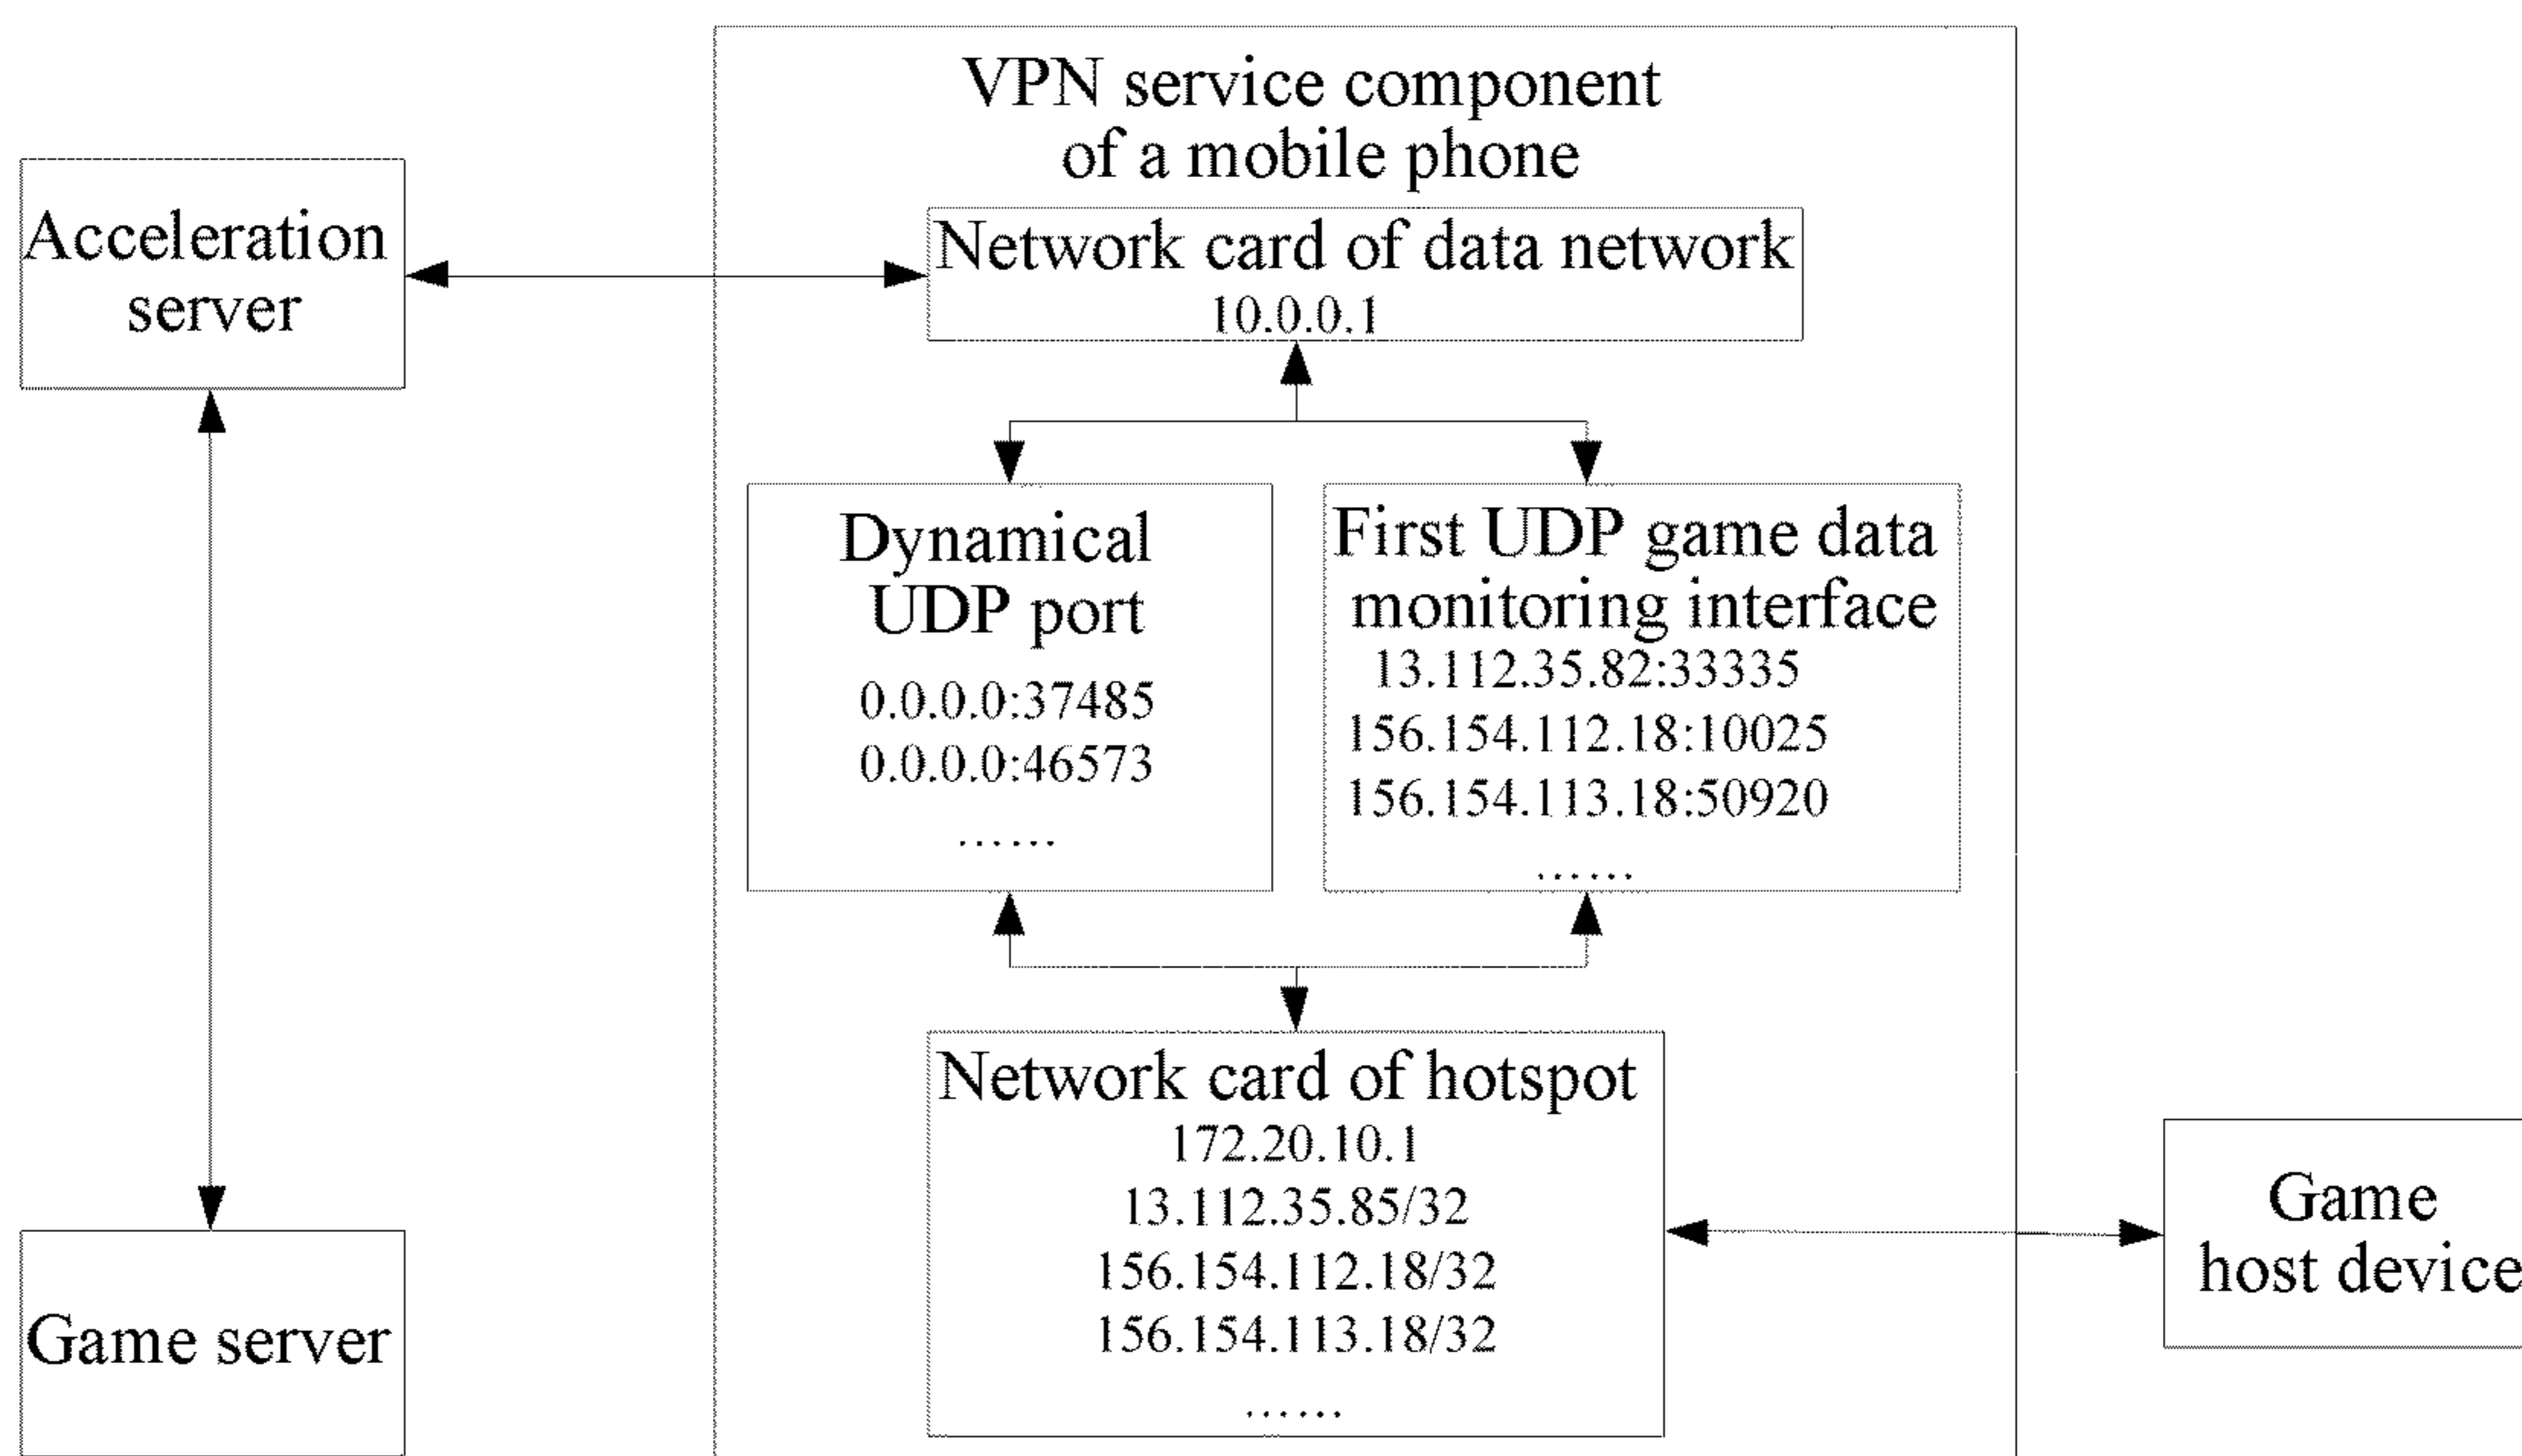 VPN service component
of a mobile phone
Acceleration
server
Network card of data network
10.0.0.1
Dynamical
UDP port
0.0.0.0:37485
0.0.0.0:46573
......
First UDP game data
monitoring interface
13.112.35.82:33335
156.154.112.18:10025
156.154.113.18:50920
......
Network card of hotspot
172.20.10.1
13.112.35.85/32
156.154.112.18/32
156.154.113.18/32
......
Game server
Game
host device